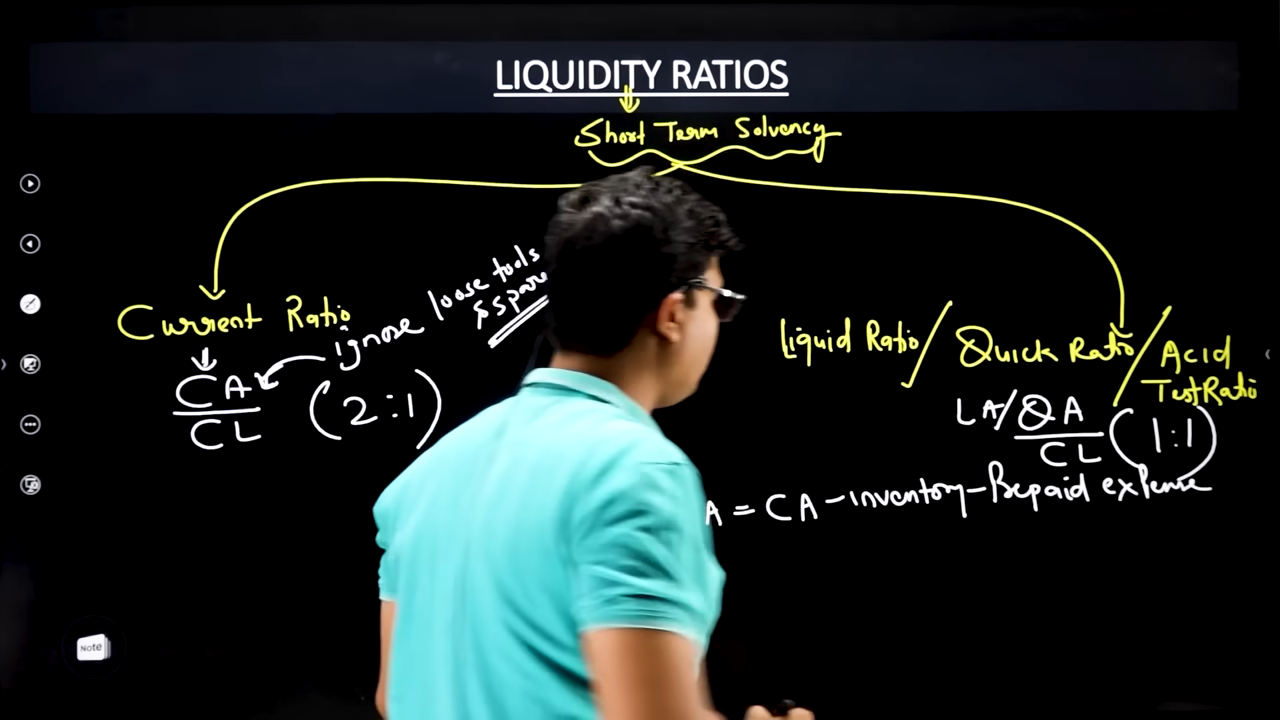 LIQUIDITY RATIOS
Short Term Solvency
Current Ratio
ignose loose tools
& spare
CA
CL
(2:1)
Liquid Ratio/ Quick Ratio/ Acid
Test Ratio
LA/QA
CL
(1:1)
A = CA - inventory - Prepaid expense
Note